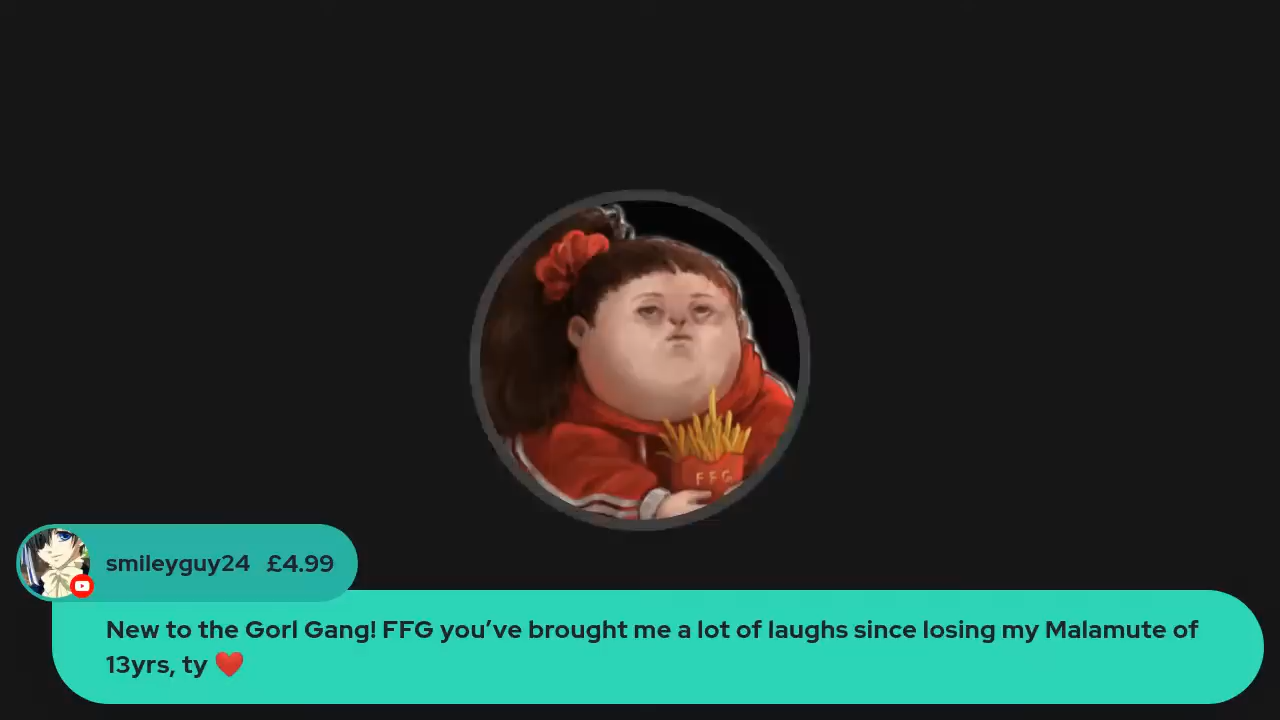 FFG
smileyguy24 £4.99
New to the Gorl Gang! FFG you’ve brought me a lot of laughs since losing my Malamute of
13yrs, ty ❤️